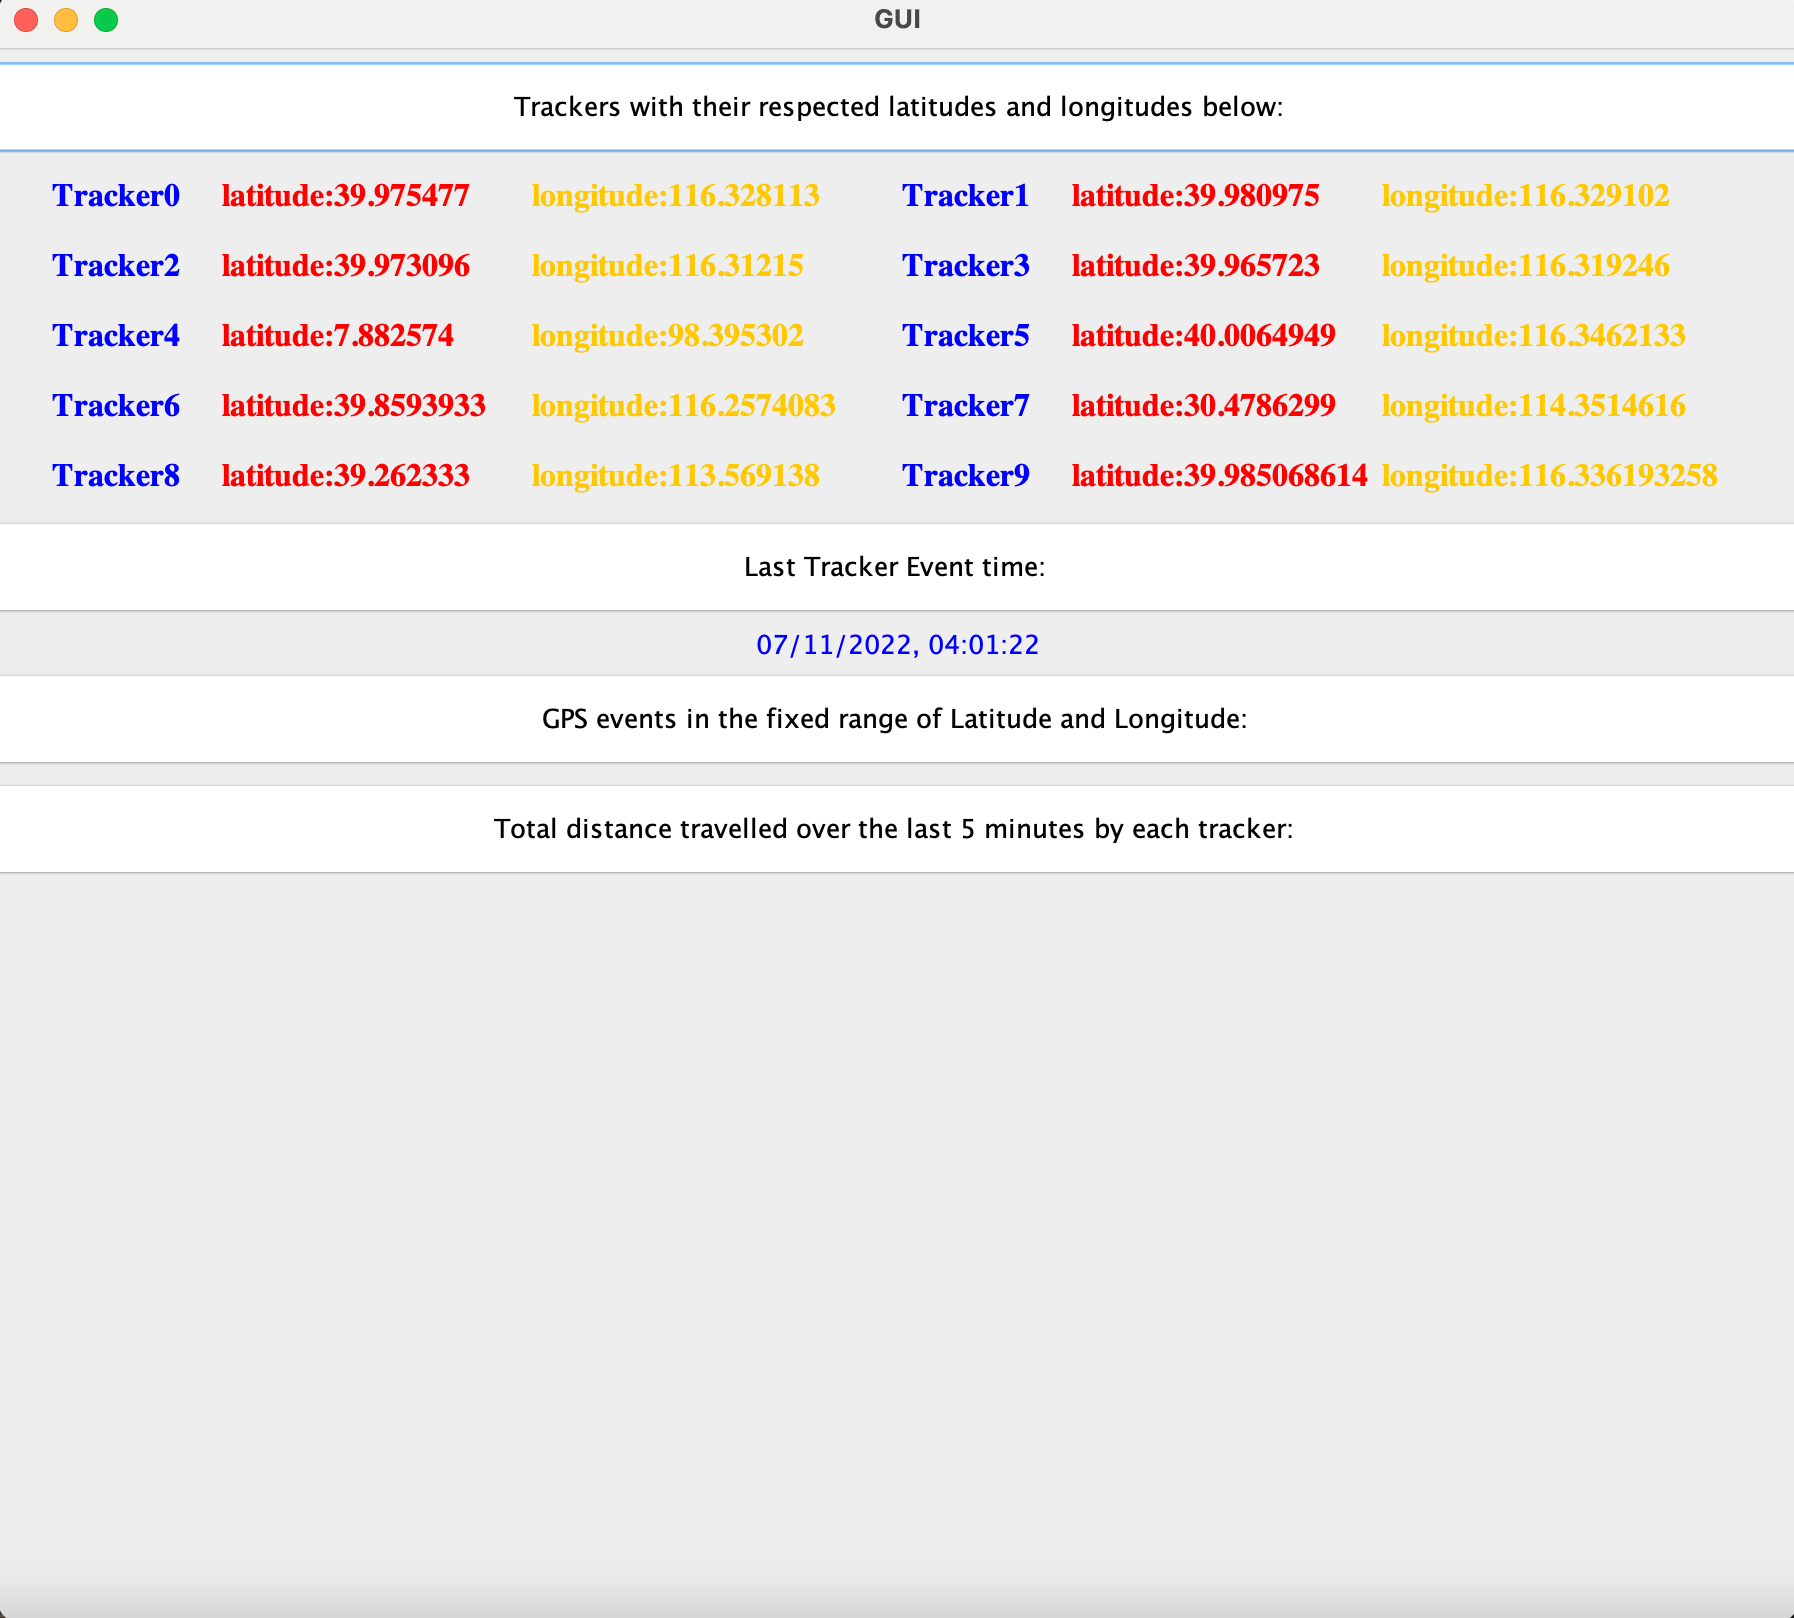 GUI
Trackers with their respected latitudes and longitudes below:
Tracker0 latitude:39.975477 longitude:116.328113 Tracker1 latitude:39.980975 longitude:116.329102
Tracker2 latitude:39.973096 longitude:116.31215 Tracker3 latitude:39.965723 longitude:116.319246
Tracker4 latitude:7.882574 longitude:98.395302 Tracker5 latitude:40.0064949 longitude:116.3462133
Tracker6 latitude:39.8593933 longitude:116.2574083 Tracker7 latitude:30.4786299 longitude:114.3514616
Tracker8 latitude:39.262333 longitude:113.569138 Tracker9 latitude:39.985068614 longitude:116.336193258
Last Tracker Event time:
07/11/2022, 04:01:22
GPS events in the fixed range of Latitude and Longitude:
Total distance travelled over the last 5 minutes by each tracker: